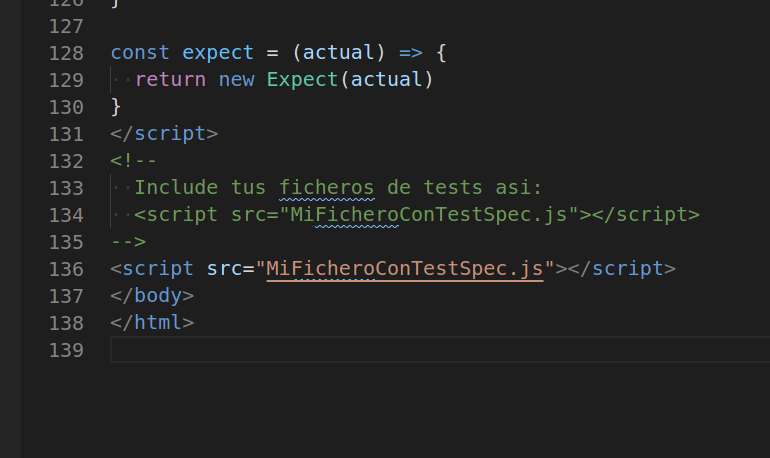 126 }
127
128 const expect = (actual) => {
129 return new Expect(actual)
130 }
131 </script>
132 <!--
133 Include tus ficheros de tests asi:
134 <script src="MiFicheroConTestSpec.js"></script>
135 -->
136 <script src="MiFicheroConTestSpec.js"></script>
137 </body>
138 </html>
139